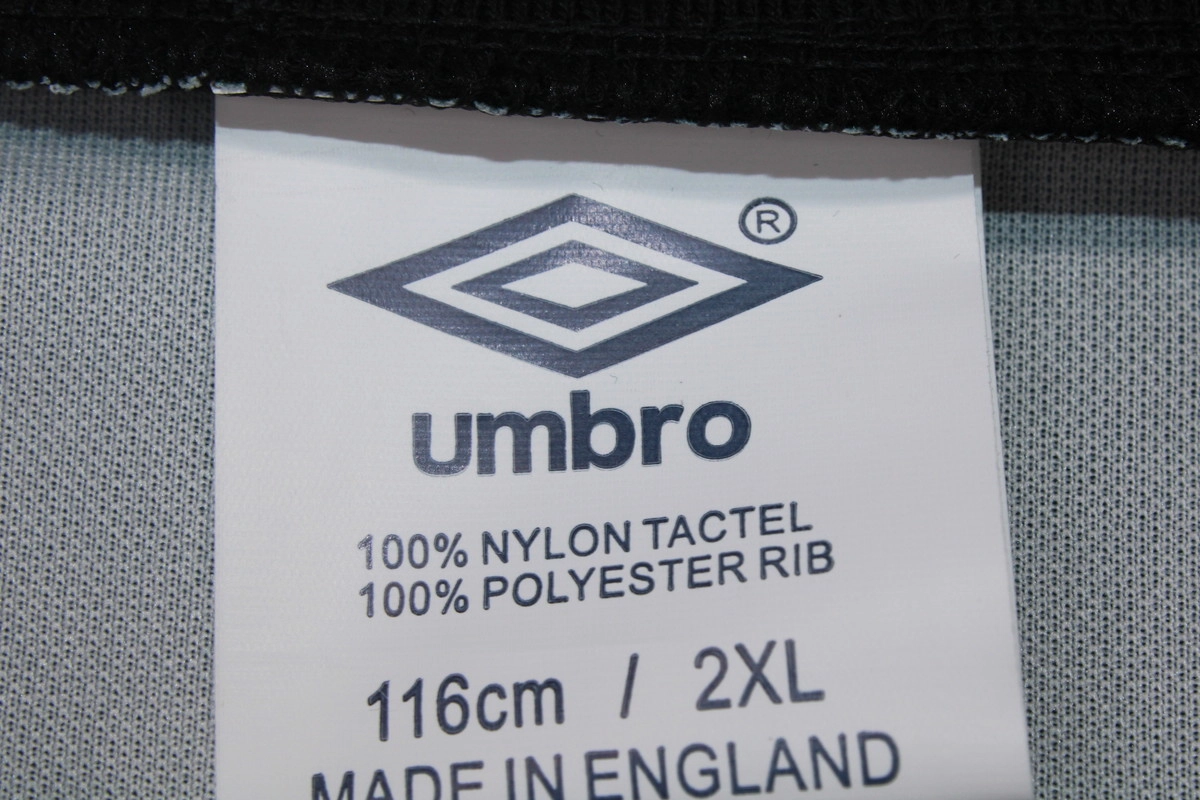 ®
umbro
100% NYLON TACTEL
100% POLYESTER RIB
116cm / 2XL
MADE IN ENGLAND